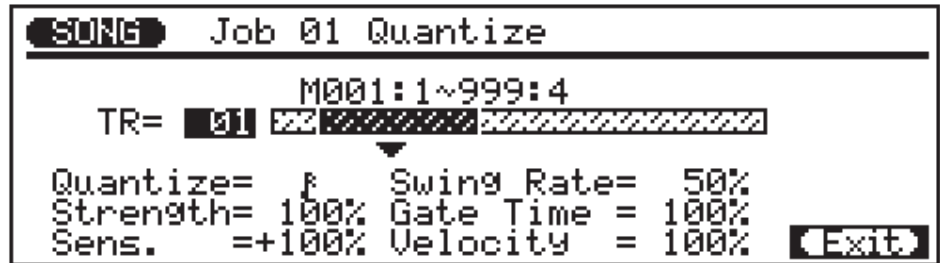 SONG Job 01 Quantize
M001:1~999:4
TR= 01
Quantize= Swing Rate= 50%
Strength= 100% Gate Time = 100%
Sens. =+100% Velocity = 100% Exit